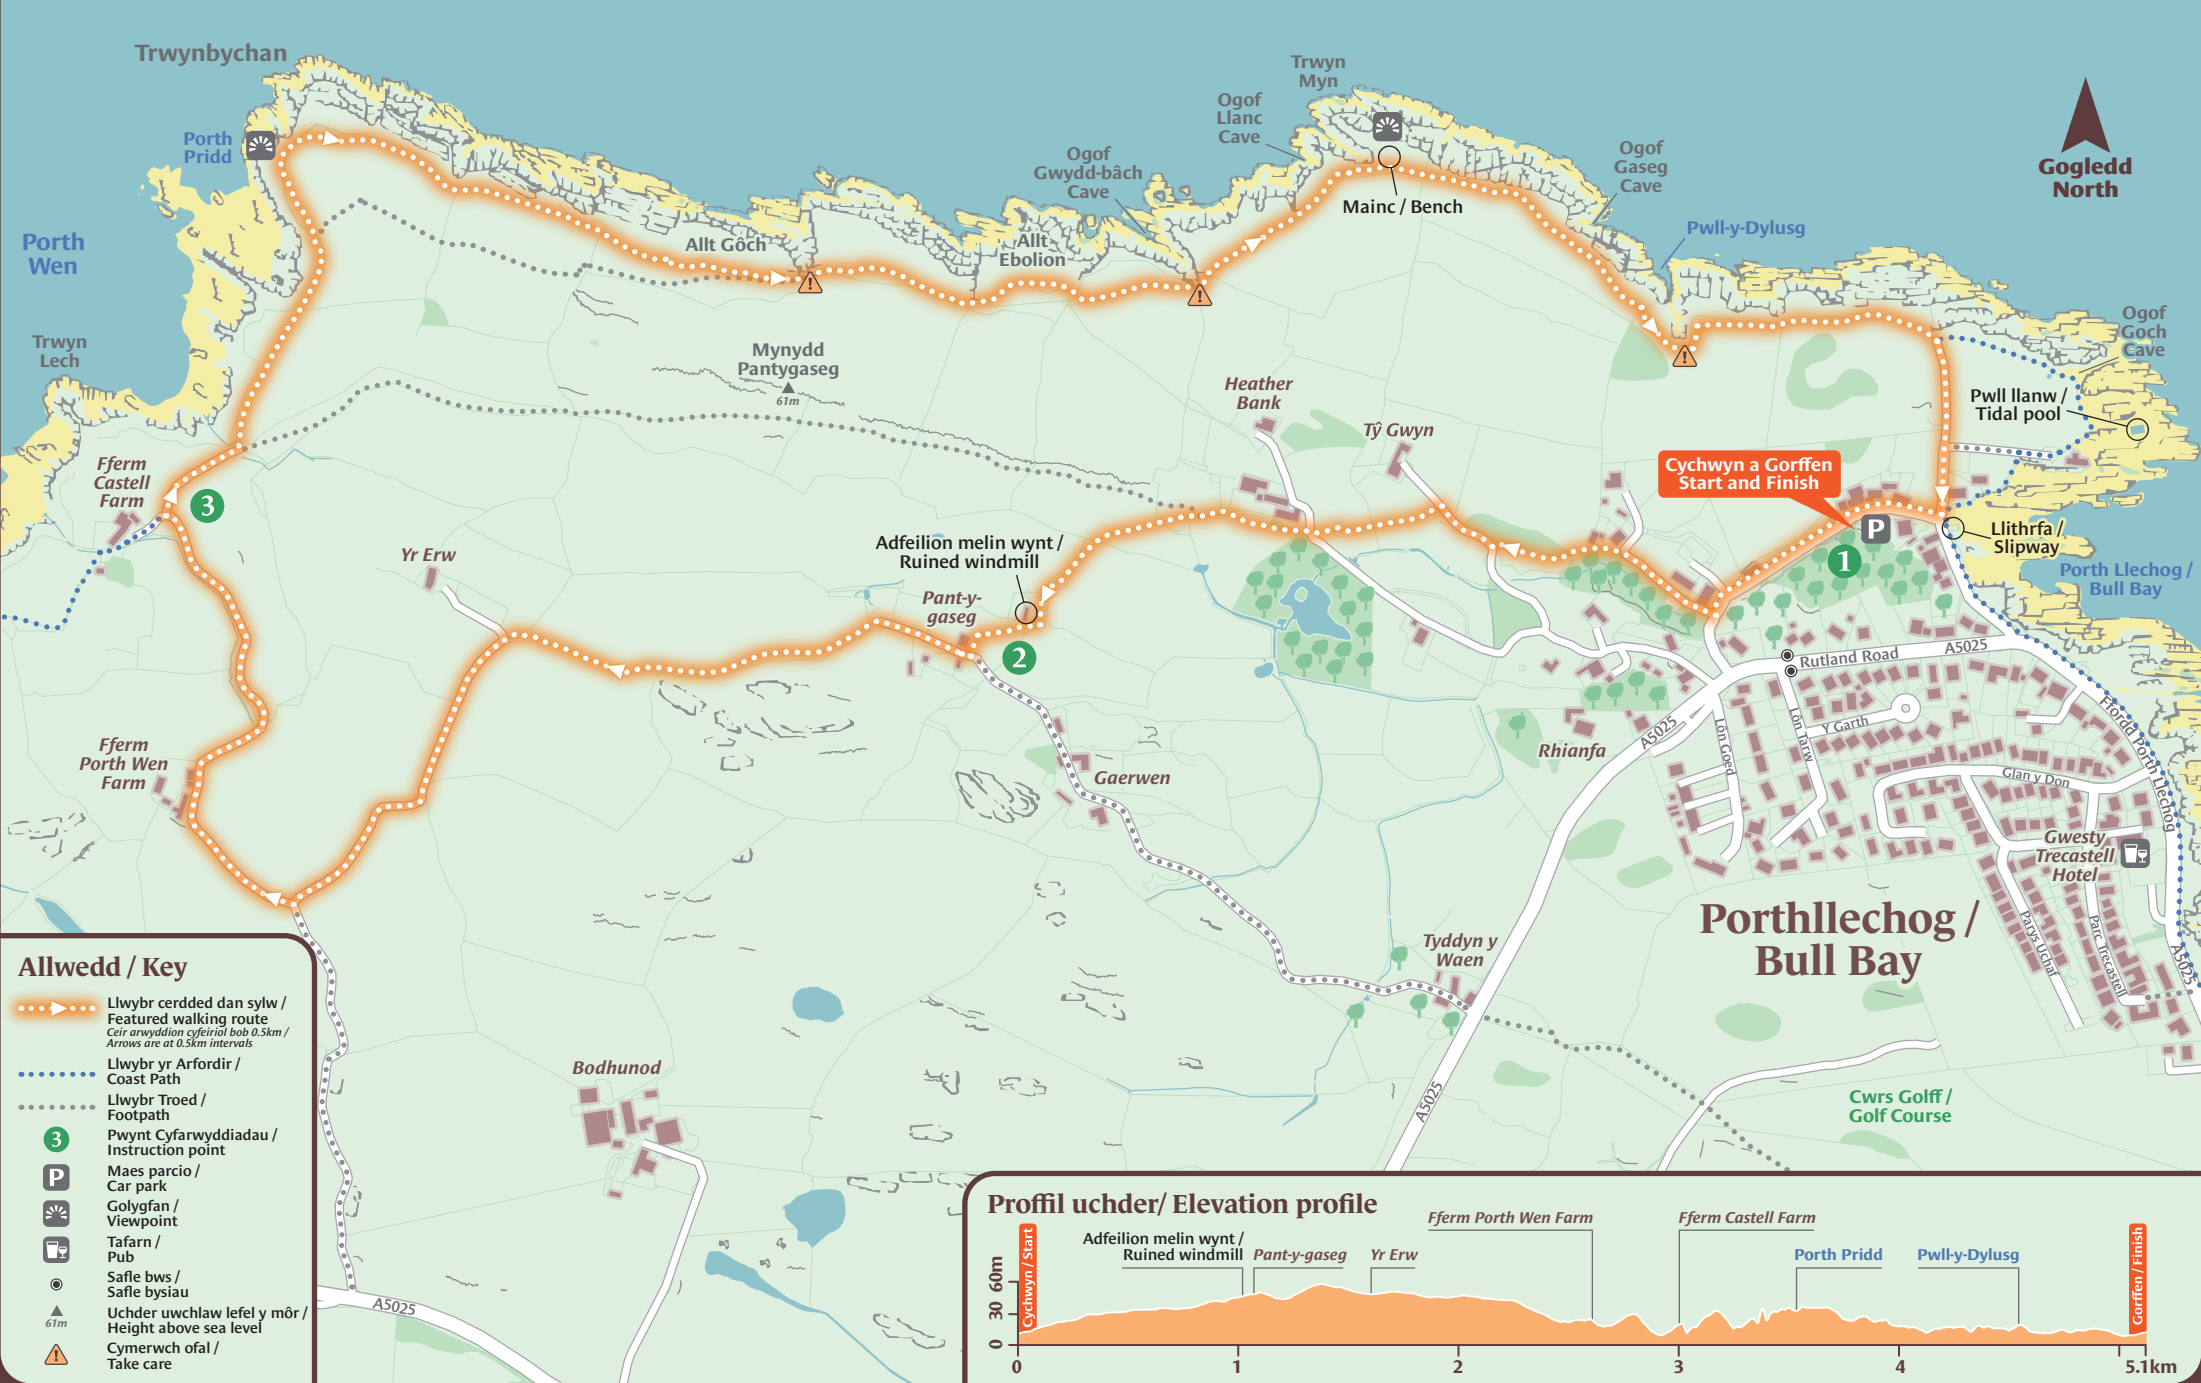 Trwynbychan
Porth
Pridd
Porth
Wen
Trwyn
Lech
Allt Gôch
Ogof
Gwydd-bâch
Cave
Allt
Ebolion
Ogof
Llanc
Cave
Trwyn
Myn
Mainc / Bench
Ogof
Gaseg
Cave
Pwll-y-Dylusg
Gogledd
North
Ogof
Goch
Cave
Pwll llanw /
Tidal pool
Mynydd
Pantygaseg
61m
Heather
Bank
Tŷ Gwyn
Cychwyn a Gorffen
Start and Finish
P
1
Llithrfa /
Slipway
Porth Llechog /
Bull Bay
Fferm
Castell
Farm
3
Yr Erw
Adfeilion melin wynt /
Ruined windmill
Pant-y-
gaseg
2
Rutland Road
A5025
Ffordd Porth Llechog
Y Garth
Lôn Tarw
Lôn Goed
A5025
Rhianfa
Glan y Don
Gaerwen
Fferm
Porth Wen
Farm
Gwesty
Trecastell
Hotel
Parys Uchaf
Parc Trecastell
A5025
Porthllechog /
Bull Bay
Tyddyn y
Waen
Bodhunod
A5025
Cwrs Golff /
Golf Course
A5025
Allwedd / Key
Llwybr cerdded dan sylw /
Featured walking route
Ceir arwyddion cyfeiriol bob 0.5km /
Arrows are at 0.5km intervals
Llwybr yr Arfordir /
Coast Path
Llwybr Troed /
Footpath
3
Pwynt Cyfarwyddiadau /
Instruction point
P
Maes parcio /
Car park
Golygfan /
Viewpoint
Tafarn /
Pub
Safle bws /
Safle bysiau
61m
Uchder uwchlaw lefel y môr /
Height above sea level
!
Cymerwch ofal /
Take care
!
!
!
Proffil uchder/ Elevation profile
Cychwyn / Start
Adfeilion melin wynt /
Ruined windmill
Pant-y-gaseg
Yr Erw
Fferm Porth Wen Farm
Fferm Castell Farm
Porth Pridd
Pwll-y-Dylusg
Gorffen / Finish
0 30 60m
0 1 2 3 4 5.1km